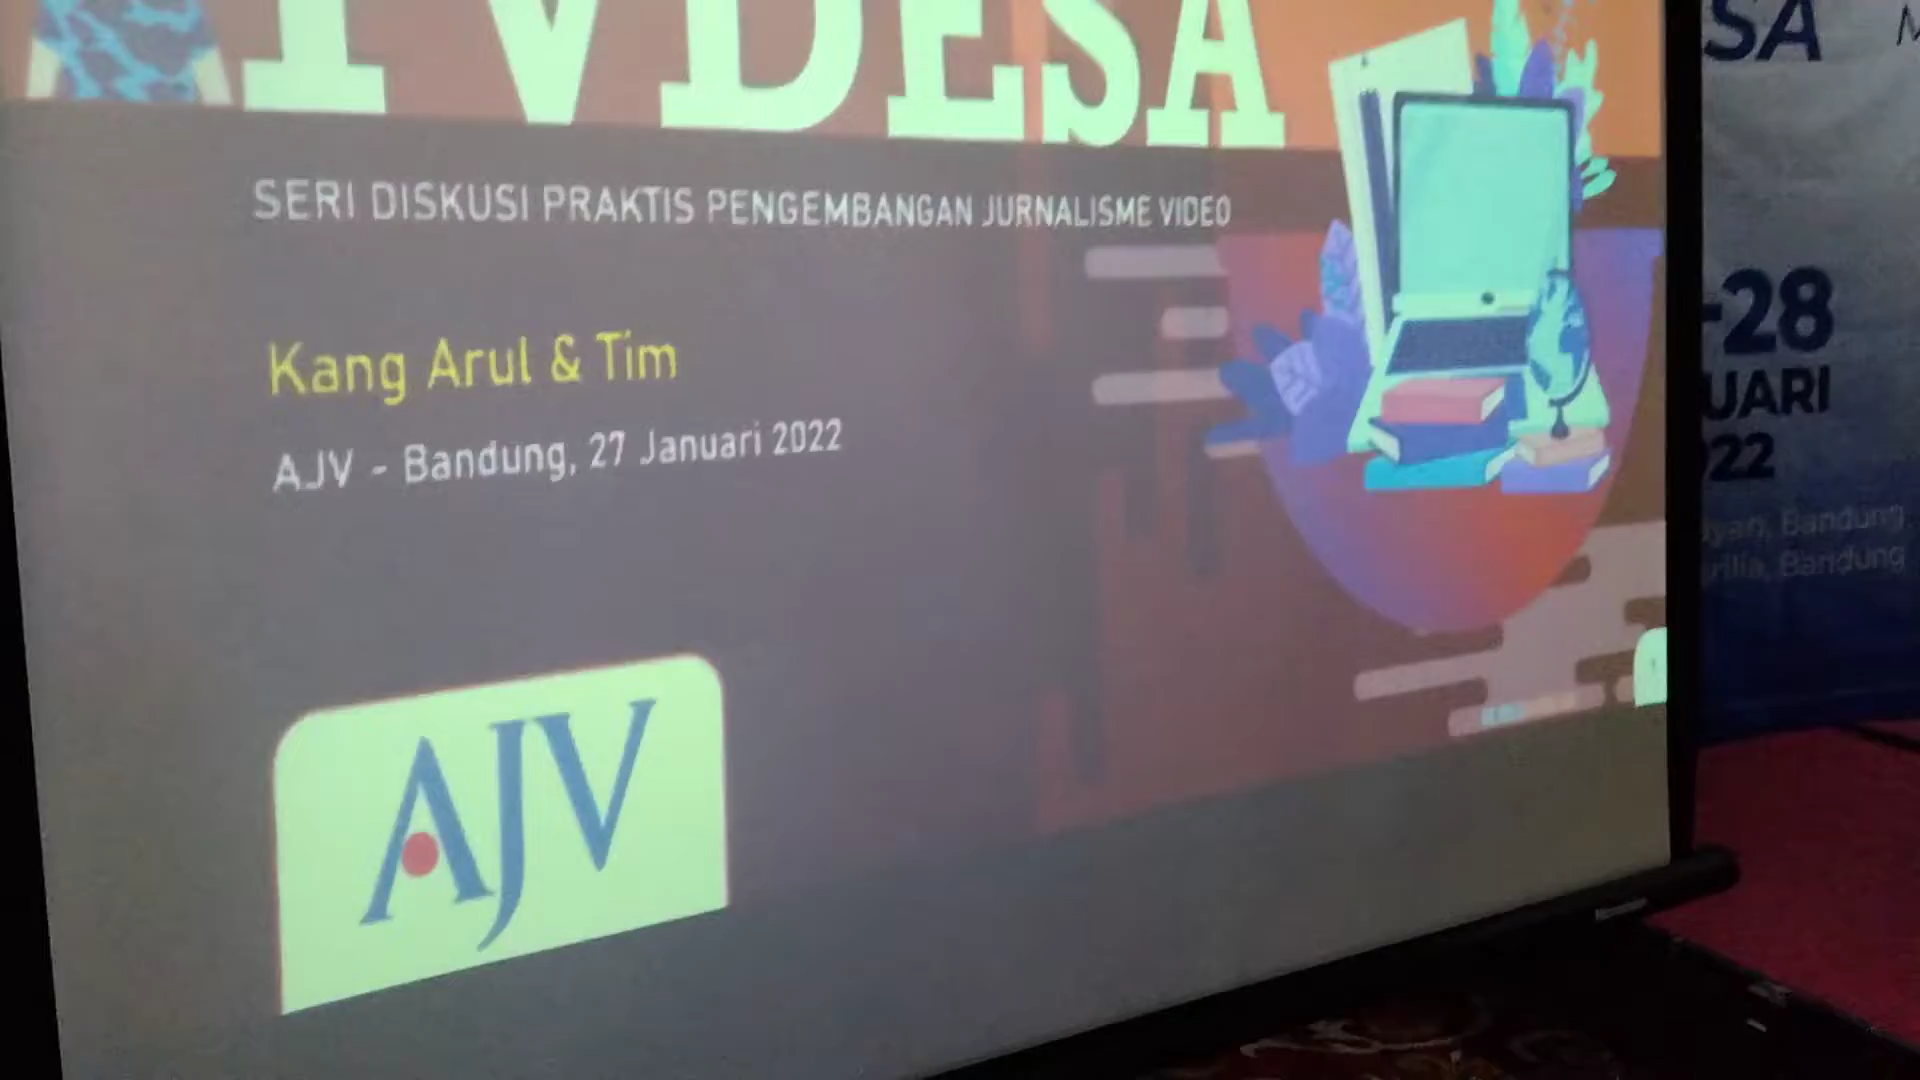 TVDESA
SERI DISKUSI PRAKTIS PENGEMBANGAN JURNALISME VIDEO
Kang Arul & Tim
AJV - Bandung, 27 Januari 2022
AJV
SA
-28
UARI
22
Bandung,
Bandung